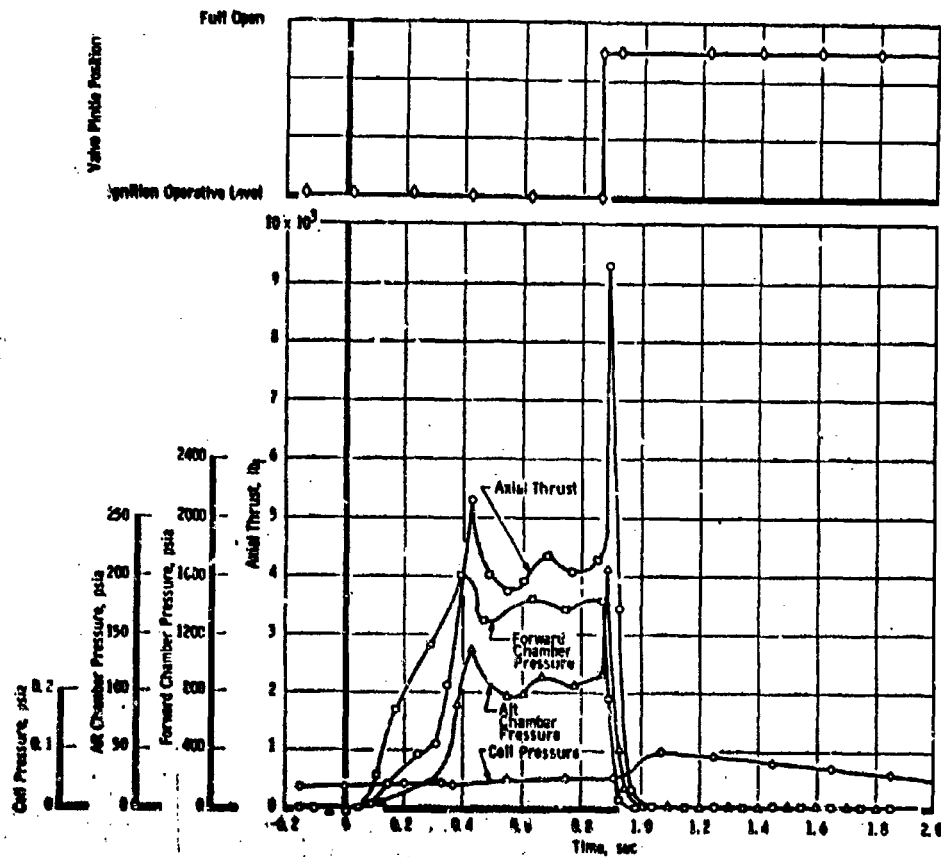 Full Open
Valve Pintle Position
Ignition Operative Level
10 x 10³
9
8
7
6
5
4
3
2
1
0
Axial Thrust, lbf
2400
2000
1600
1200
800
400
0
Forward Chamber Pressure, psia
250
200
150
100
50
0
Aft Chamber Pressure, psia
0.2
0.1
0
Cell Pressure, psia
Axial Thrust
Forward
Chamber
Pressure
Aft
Chamber
Pressure
Cell Pressure
-0.2 0 0.2 0.4 0.6 0.8 1.0 1.2 1.4 1.6 1.8 2.0
Time, sec